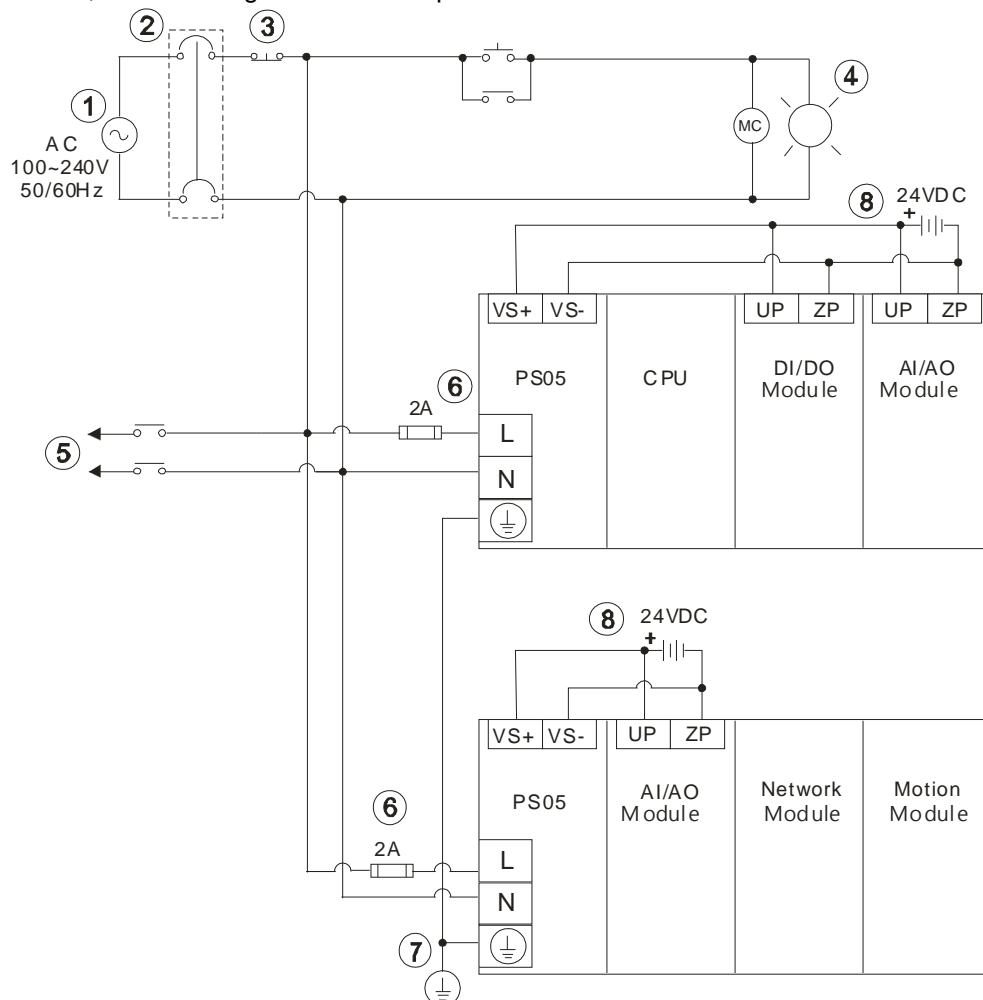 ②
③
①
④
AC
100~240V
50/60Hz
MC
⑧
24VDC
+
VS+ VS- UP ZP UP ZP
PS05
CPU
DI/DO
Module
AI/AO
Module
⑥
2A
L
⑤
N
⑧
24VDC
+
VS+ VS- UP ZP
PS05
AI/AO
Module
Network
Module
Motion
Module
⑥
2A
L
N
⑦